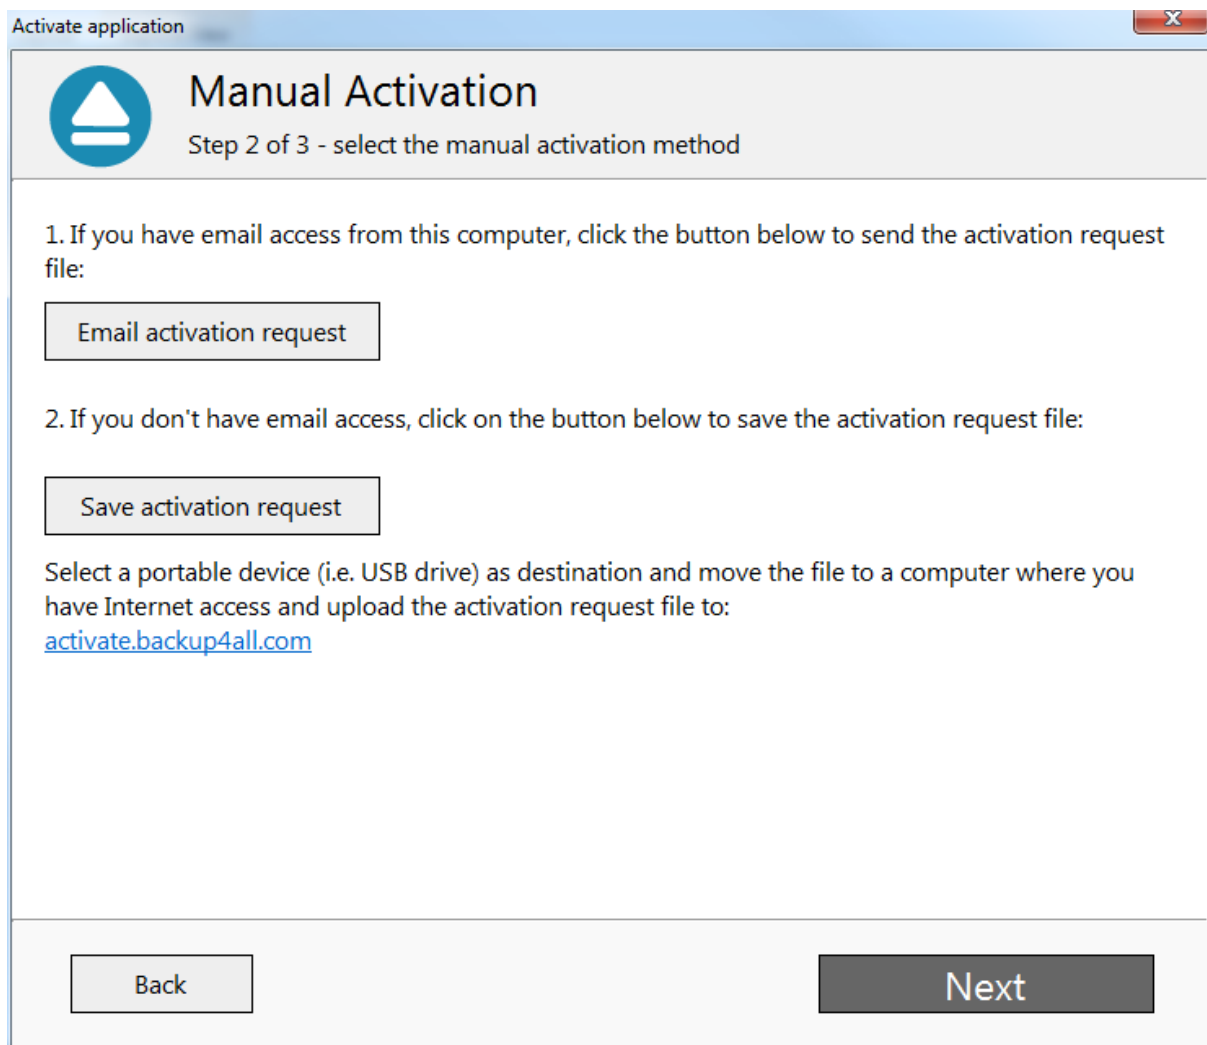 Activate application
X
Manual Activation
Step 2 of 3 - select the manual activation method
1. If you have email access from this computer, click the button below to send the activation request
file:
Email activation request
2. If you don't have email access, click on the button below to save the activation request file:
Save activation request
Select a portable device (i.e. USB drive) as destination and move the file to a computer where you
have Internet access and upload the activation request file to:
activate.backup4all.com
Back
Next